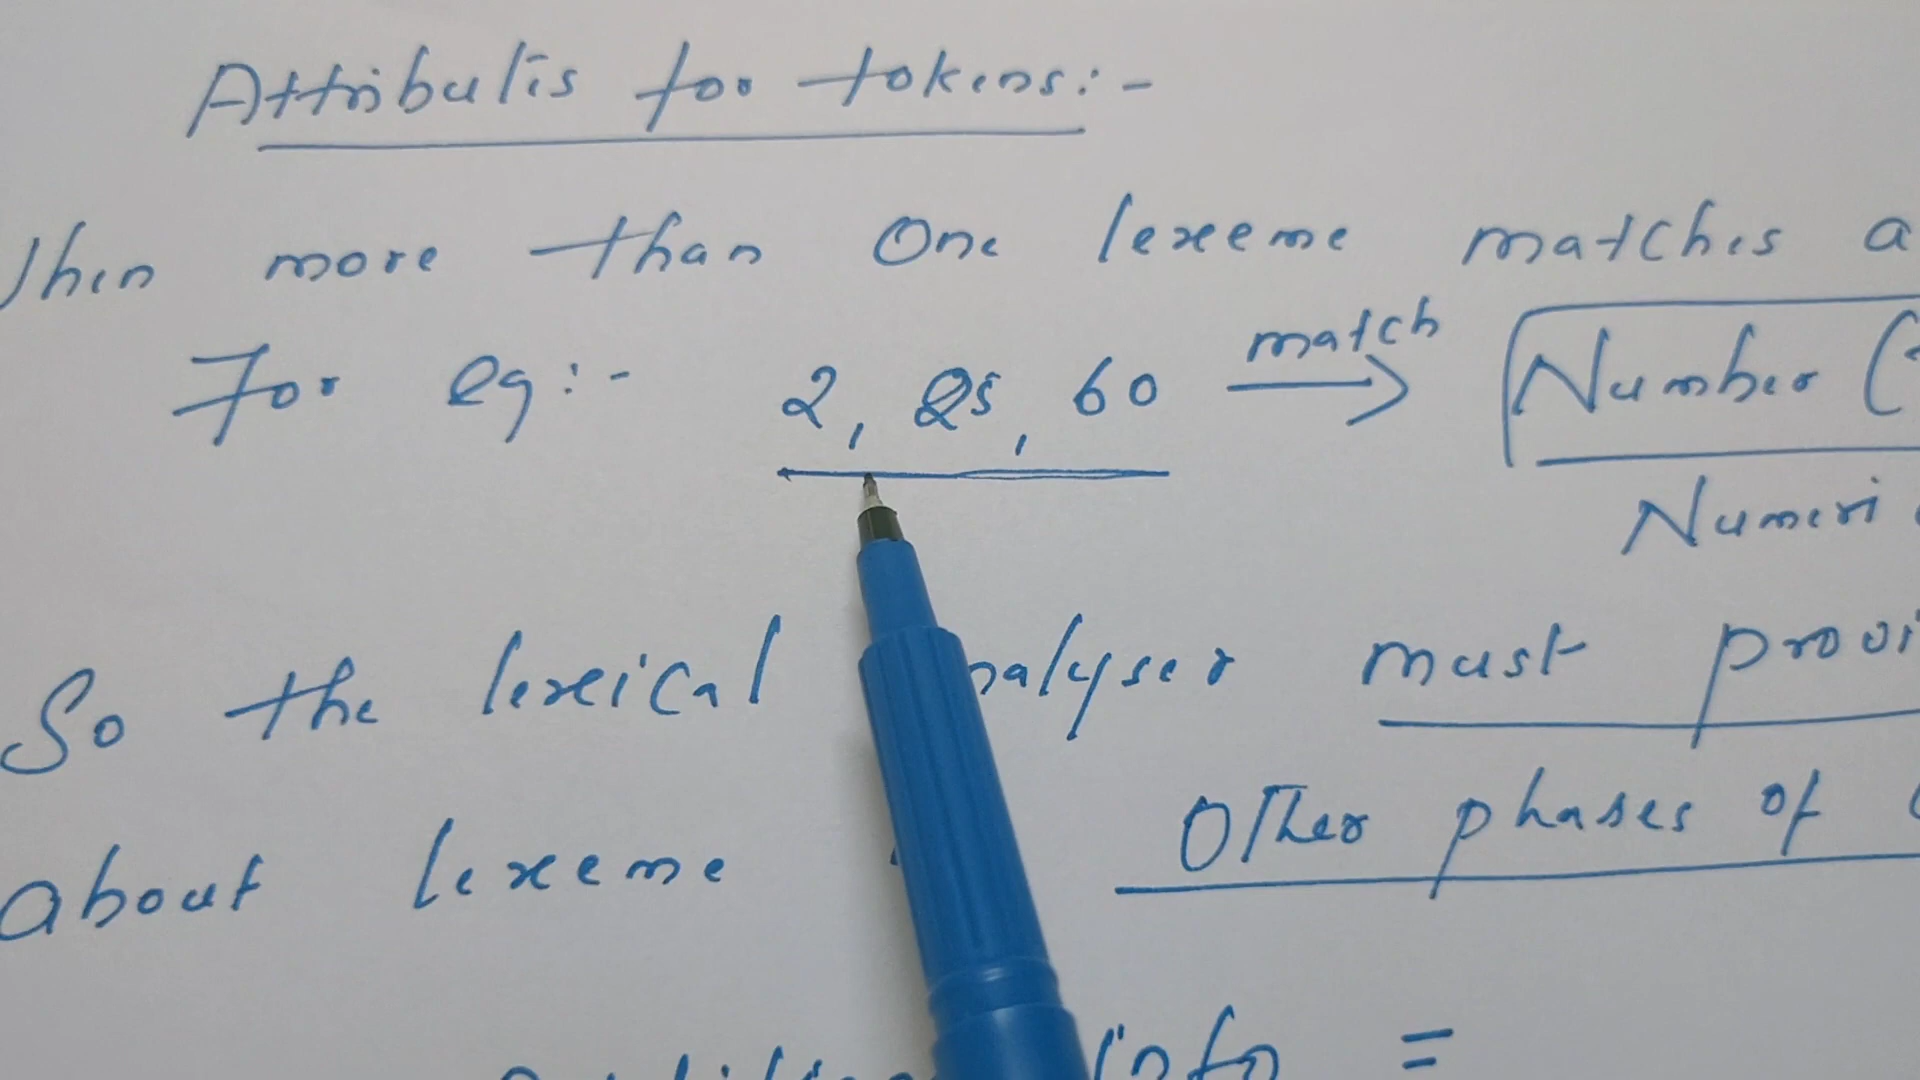 Attributes for tokens:-
When more than One lexeme matches a
For eg:- 2, 25, 60 match Number (
Numeri
So the lexical analyser must provi
about lexeme Other phases of
info =